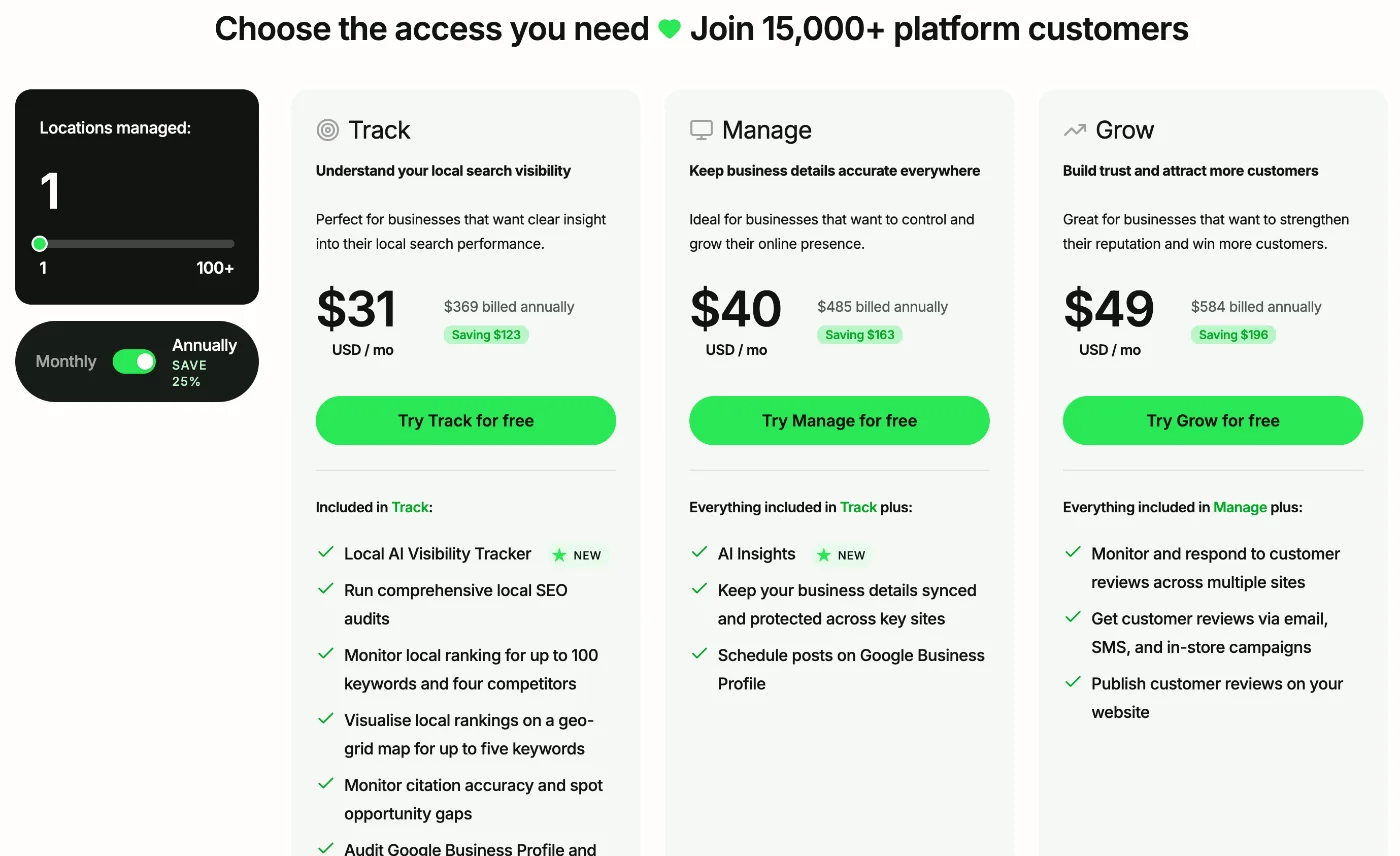 Choose the access you need Join 15,000+ platform customers
Locations managed:
1
1
100+
Monthly
Annually
SAVE
25%
Track
Understand your local search visibility
Perfect for businesses that want clear insight
into their local search performance.
$31
USD / mo
$369 billed annually
Saving $123
Try Track for free
Included in Track:
Local AI Visibility Tracker NEW
Run comprehensive local SEO
audits
Monitor local ranking for up to 100
keywords and four competitors
Visualise local rankings on a geo-
grid map for up to five keywords
Monitor citation accuracy and spot
opportunity gaps
Audit Google Business Profile and
Manage
Keep business details accurate everywhere
Ideal for businesses that want to control and
grow their online presence.
$40
USD / mo
$485 billed annually
Saving $163
Try Manage for free
Everything included in Track plus:
AI Insights NEW
Keep your business details synced
and protected across key sites
Schedule posts on Google Business
Profile
Grow
Build trust and attract more customers
Great for businesses that want to strengthen
their reputation and win more customers.
$49
USD / mo
$584 billed annually
Saving $196
Try Grow for free
Everything included in Manage plus:
Monitor and respond to customer
reviews across multiple sites
Get customer reviews via email,
SMS, and in-store campaigns
Publish customer reviews on your
website